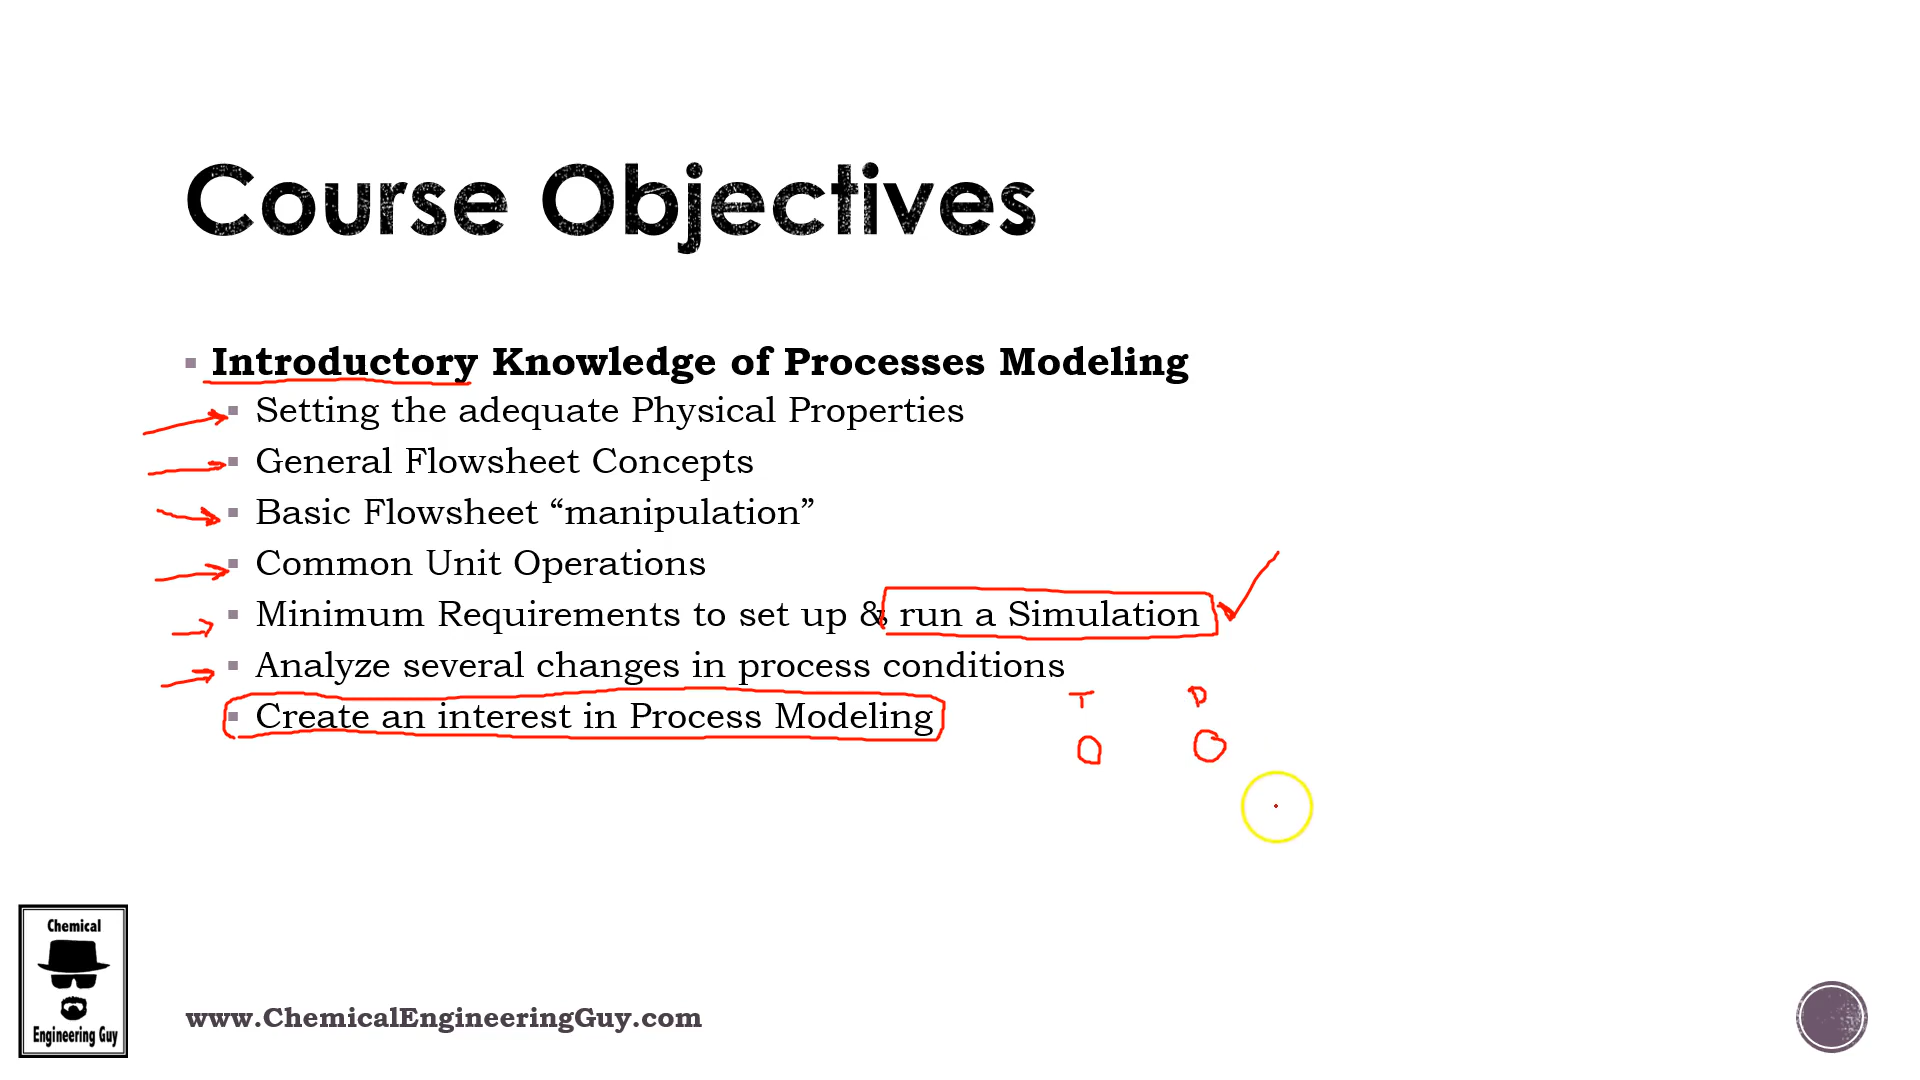 Course Objectives
Introductory Knowledge of Processes Modeling
Setting the adequate Physical Properties
General Flowsheet Concepts
Basic Flowsheet “manipulation”
Common Unit Operations
Minimum Requirements to set up & run a Simulation
Analyze several changes in process conditions
Create an interest in Process Modeling
T
Chemical
Engineering Guy
www.ChemicalEngineeringGuy.com